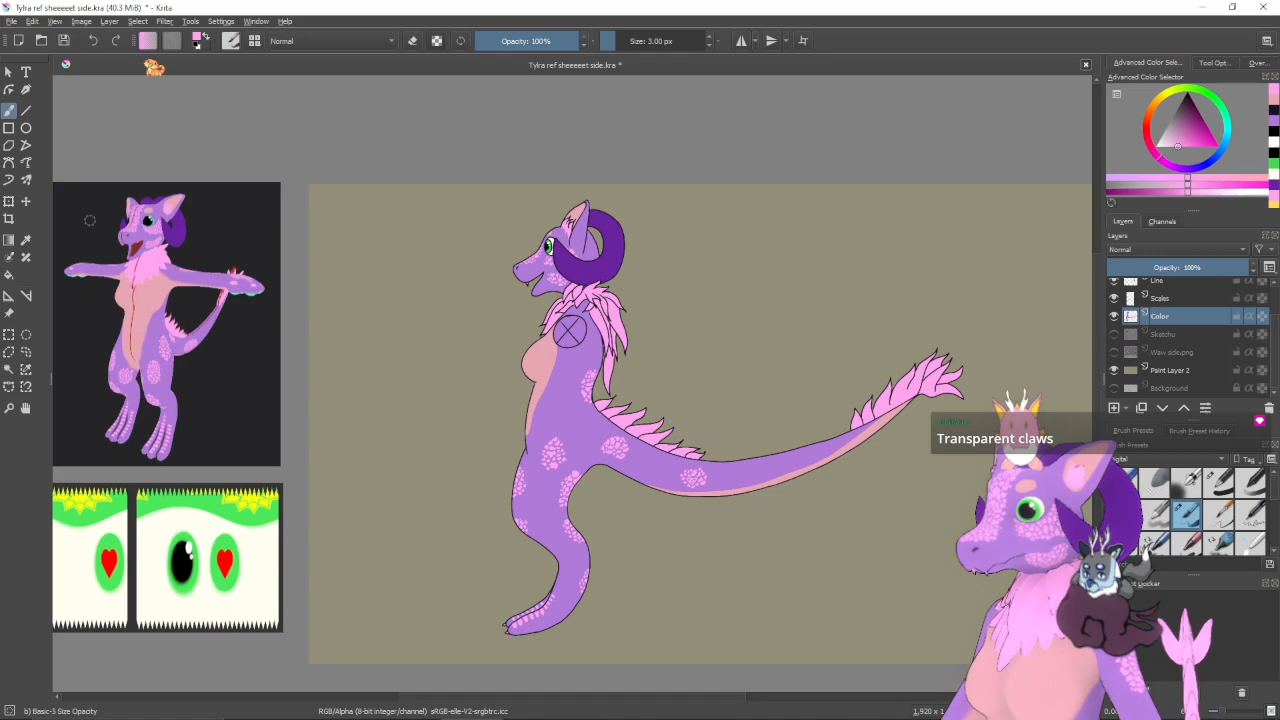 Tylra ref sheeeeet side.kra (40.3 MiB) * - Krita
File Edit View Image Layer Select Filter Tools Settings Window Help
Normal Opacity: 100% Size: 3.00 px
Tylra ref sheeeeet side.kra *
Advanced Color Sele... Tool Opt... Over...
Advanced Color Selector
Layers Channels
Layers
Normal
Opacity: 100%
Line
Scales
Color
Sketchu
Waw side.png
Paint Layer 2
Background
Brush Presets Brush Preset History
Transparent claws
Tag
b) Basic-5 Size Opacity RGB/Alpha (8-bit integer/channel) sRGB-elle-V2-srgbtrc.icc